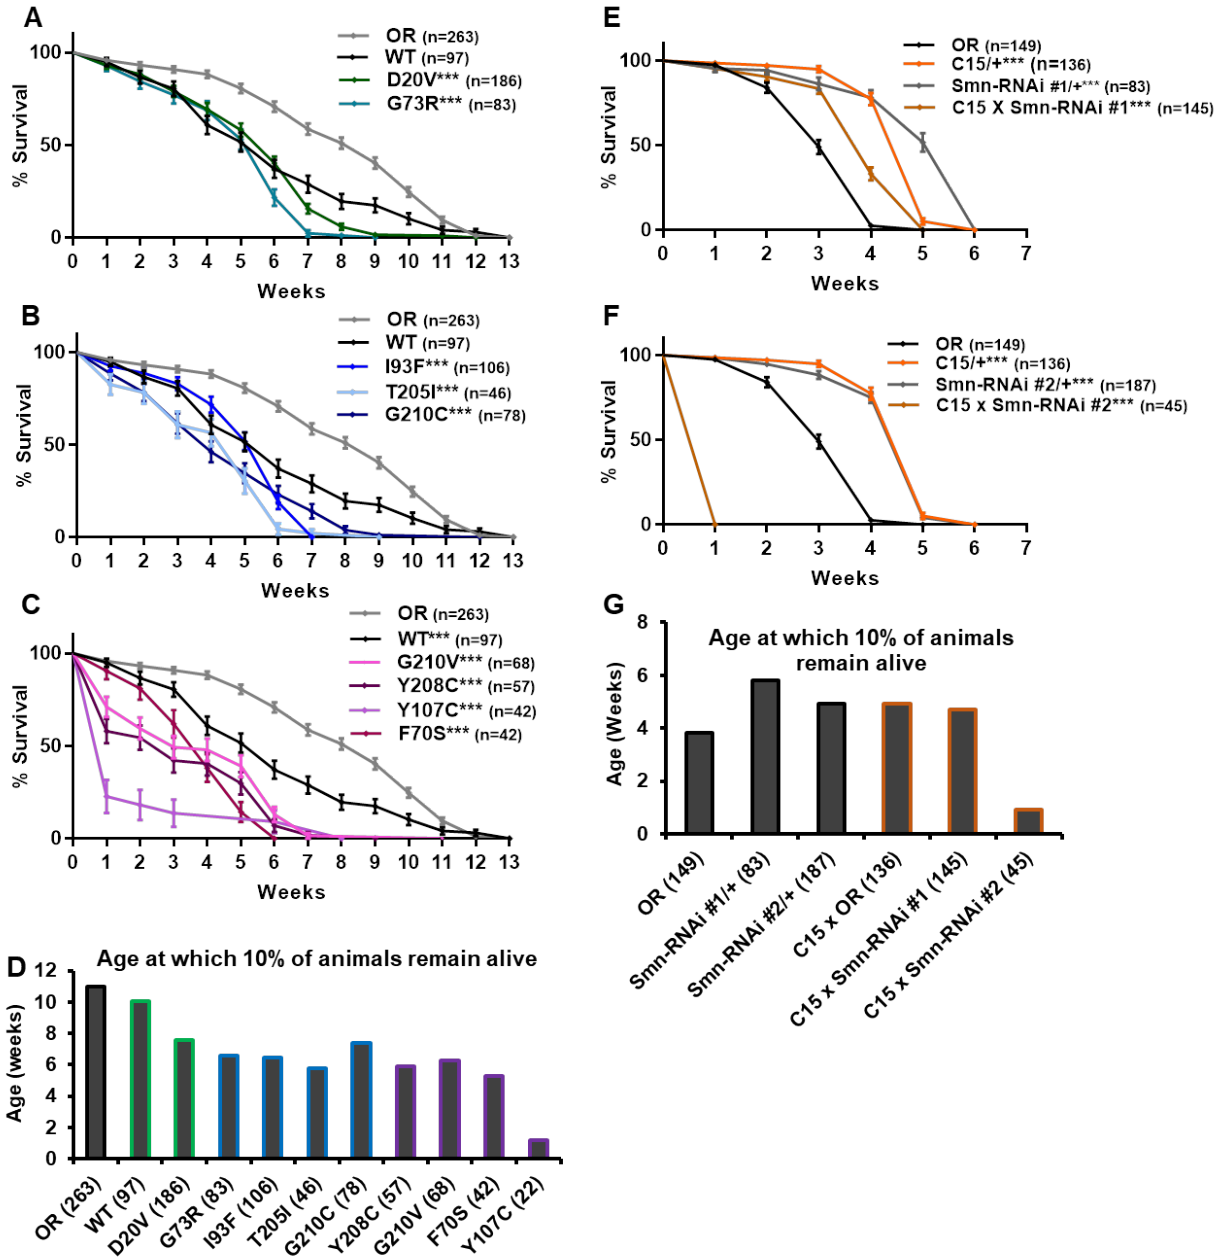 A
OR (n=263)
WT (n=97)
D20V*** (n=186)
G73R*** (n=83)
% Survival
100
50
0
0 1 2 3 4 5 6 7 8 9 10 11 12 13
Weeks
B
OR (n=263)
WT (n=97)
I93F*** (n=106)
T205I*** (n=46)
G210C*** (n=78)
% Survival
100
50
0
0 1 2 3 4 5 6 7 8 9 10 11 12 13
Weeks
C
OR (n=263)
WT*** (n=97)
G210V*** (n=68)
Y208C*** (n=57)
Y107C*** (n=42)
F70S*** (n=42)
% Survival
100
50
0
0 1 2 3 4 5 6 7 8 9 10 11 12 13
Weeks
D
Age at which 10% of animals remain alive
Age (weeks)
12
10
8
6
4
2
0
OR (263)
WT (97)
D20V (186)
G73R (83)
I93F (106)
T205I (46)
G210C (78)
Y208C (57)
G210V (68)
F70S (42)
Y107C (22)
E
OR (n=149)
C15/+*** (n=136)
Smn-RNAi #1/+*** (n=83)
C15 X Smn-RNAi #1*** (n=145)
% Survival
100
50
0
0 1 2 3 4 5 6 7
Weeks
F
OR (n=149)
C15/+*** (n=136)
Smn-RNAi #2/+*** (n=187)
C15 x Smn-RNAi #2*** (n=45)
% Survival
100
50
0
0 1 2 3 4 5 6 7
Weeks
G
Age at which 10% of animals
remain alive
Age (Weeks)
8
6
4
2
0
OR (149)
Smn-RNAi #1/+ (83)
Smn-RNAi #2/+ (187)
C15 x OR (136)
C15 x Smn-RNAi #1 (145)
C15 x Smn-RNAi #2 (45)